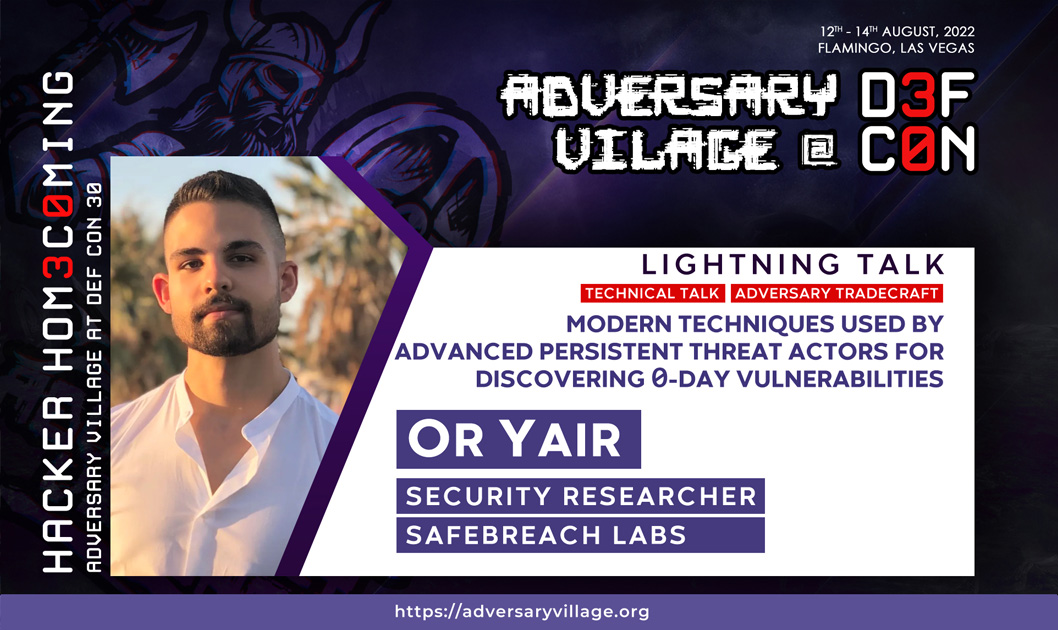 12TH - 14TH AUGUST, 2022
FLAMINGO, LAS VEGAS
ADVERSARY D3F
VILAGE @ C0N
HACKER HOM3C0MING
ADVERSARY VILLAGE AT DEF CON 30
LIGHTNING TALK
TECHNICAL TALK ADVERSARY TRADECRAFT
MODERN TECHNIQUES USED BY
ADVANCED PERSISTENT THREAT ACTORS FOR
DISCOVERING 0-DAY VULNERABILITIES
OR YAIR
SECURITY RESEARCHER
SAFEBREACH LABS
https://adversaryvillage.org